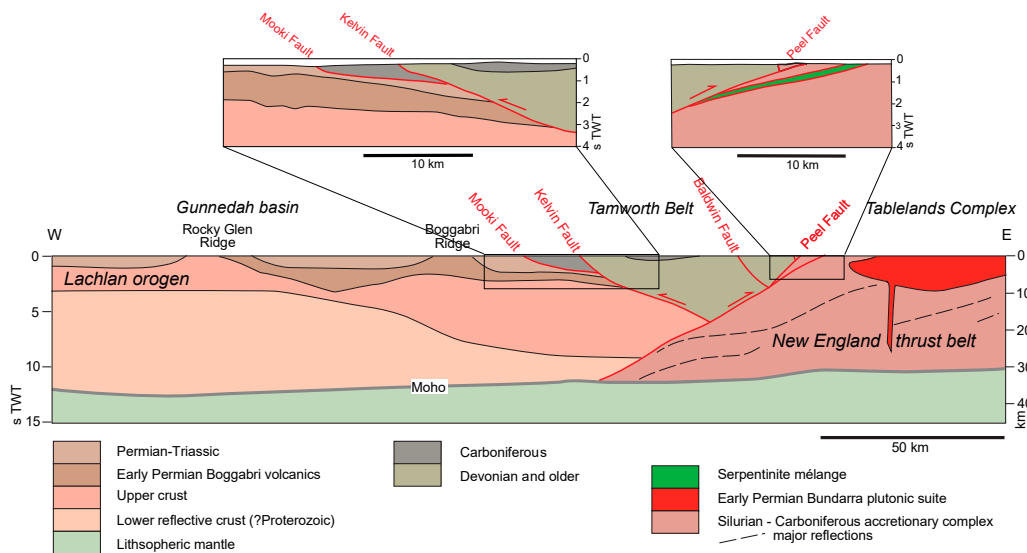 Mooki Fault
Kelvin Fault
0
1
2
3
4
s TWT
10 km
Peel Fault
0
1
2
3
4
s TWT
10 km
Gunnedah basin
Tamworth Belt
Tablelands Complex
W
Rocky Glen
Ridge
Boggabri
Ridge
Mooki Fault
Kelvin Fault
Baldwin Fault
Peel Fault
E
0
5
10
15
s TWT
0
10
20
30
40
km
Lachlan orogen
New England thrust belt
Moho
50 km
Permian-Triassic
Early Permian Boggabri volcanics
Upper crust
Lower reflective crust (?Proterozoic)
Lithsopheric mantle
Carboniferous
Devonian and older
Serpentinite mélange
Early Permian Bundarra plutonic suite
Silurian - Carboniferous accretionary complex
major reflections